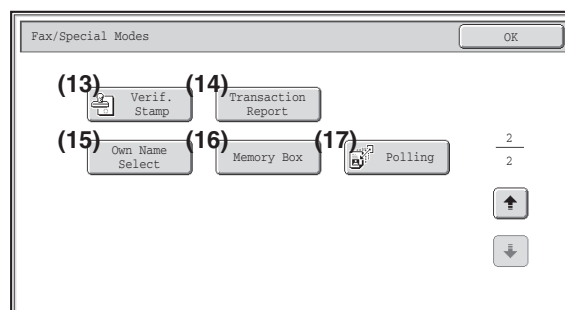 Fax/Special Modes
OK
(13)
Verif.
Stamp
(14)
Transaction
Report
(15)
Own Name
Select
(16)
Memory Box
(17)
Polling
2
2